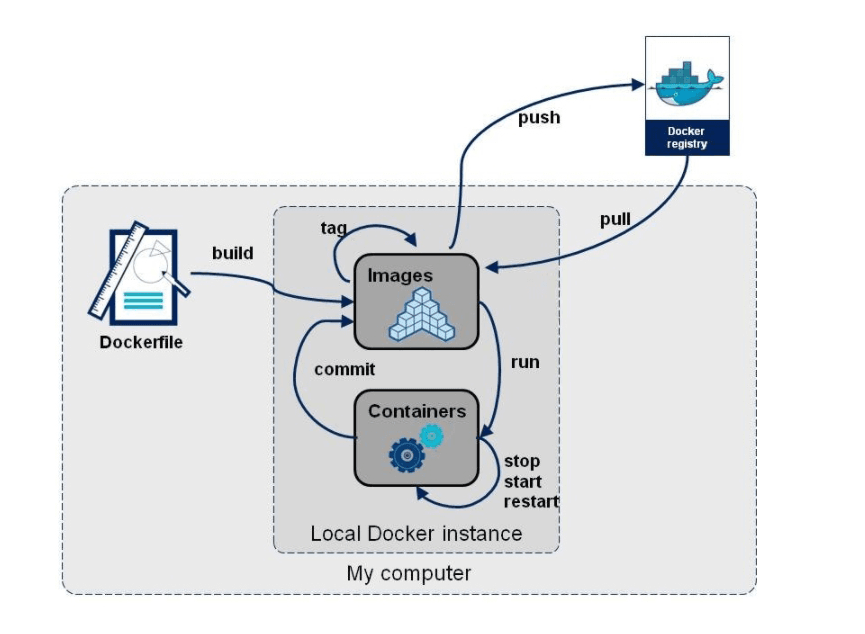 push
Docker
registry
pull
tag
build
Images
Dockerfile
commit
run
Containers
stop
start
restart
Local Docker instance
My computer